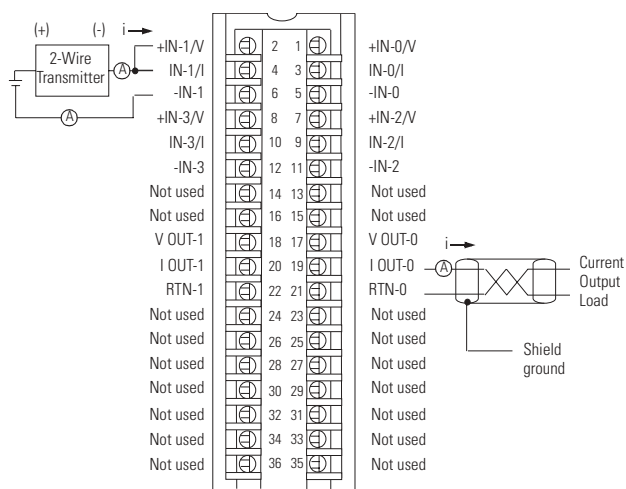 (+) (-) i
2-Wire
Transmitter
A
A
+IN-1/V 2 1 +IN-0/V
IN-1/I 4 3 IN-0/I
-IN-1 6 5 -IN-0
+IN-3/V 8 7 +IN-2/V
IN-3/I 10 9 IN-2/I
-IN-3 12 11 -IN-2
Not used 14 13 Not used
Not used 16 15 Not used
V OUT-1 18 17 V OUT-0 i
I OUT-1 20 19 I OUT-0 A
RTN-1 22 21 RTN-0
Current
Output
Load
Not used 24 23 Not used
Not used 26 25 Not used
Shield
ground
Not used 28 27 Not used
Not used 30 29 Not used
Not used 32 31 Not used
Not used 34 33 Not used
Not used 36 35 Not used